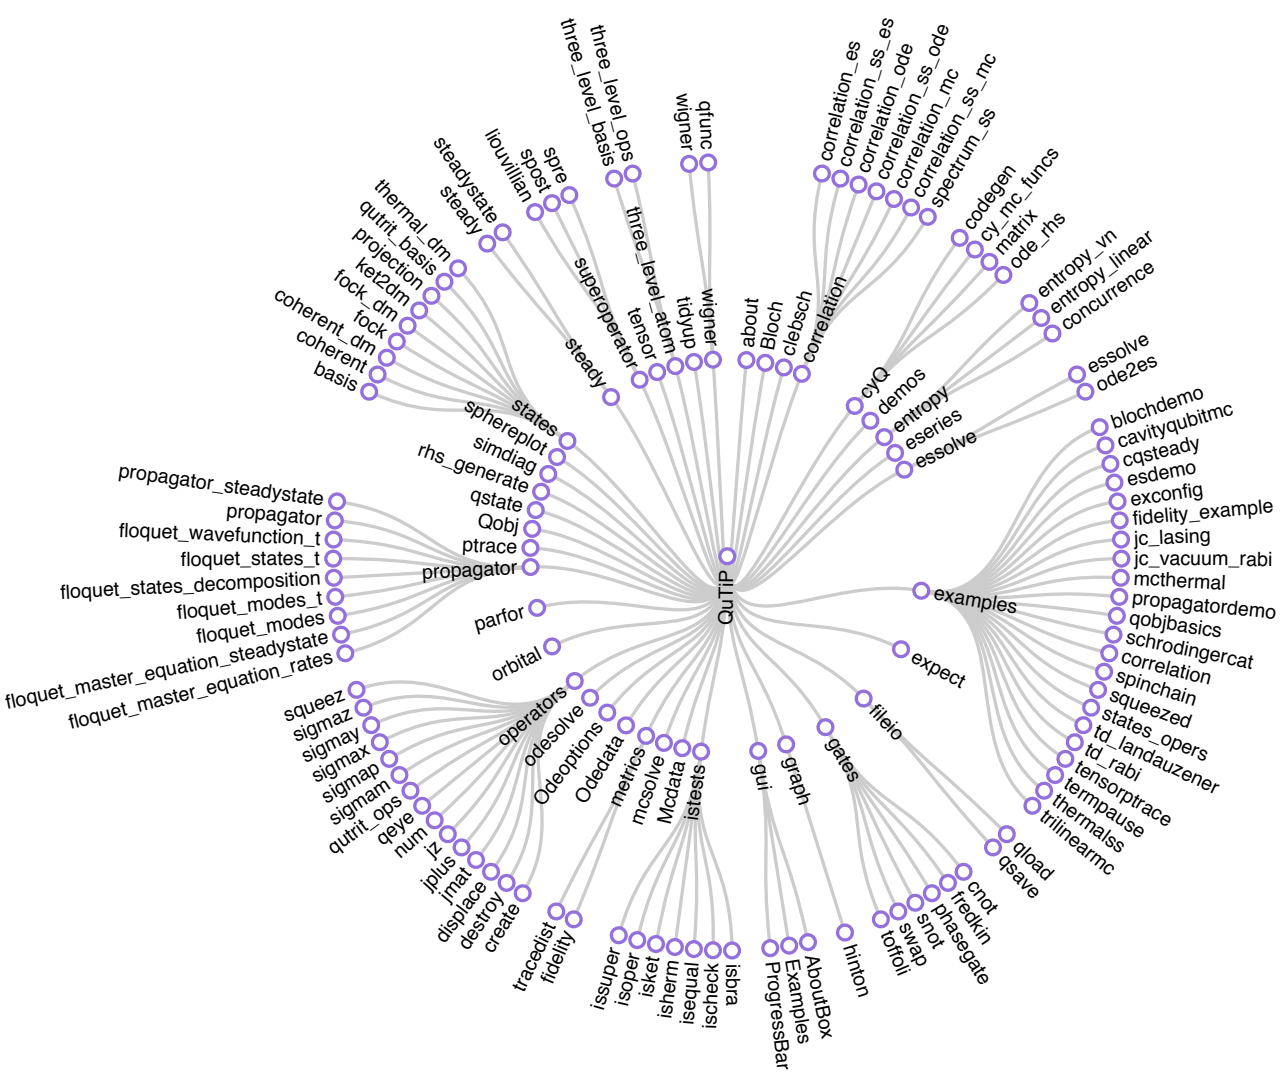 QuTiP
about
Bloch
clebsch
correlation
correlation_es
correlation_ss_es
correlation_ode
correlation_ss_ode
correlation_mc
correlation_ss_mc
spectrum_ss
cyQ
codegen
cy_mc_funcs
matrix
ode_rhs
demos
entropy
entropy_vn
entropy_linear
concurrence
eseries
essolve
essolve
ode2es
examples
blochdemo
cavityqubitmc
cqsteady
esdemo
exconfig
fidelity_example
jc_lasing
jc_vacuum_rabi
mcthermal
propagatordemo
qobjbasics
schrodingercat
correlation
spinchain
squeezed
states_opers
td_landauzener
td_rabi
tensorptrace
termpause
thermalss
trilinearmc
expect
fileio
qload
qsave
gates
cnot
fredkin
phasegate
snot
swap
toffoli
graph
hinton
gui
AboutBox
Examples
ProgressBar
istests
isbra
ischeck
isequal
isherm
isket
isoper
issuper
Mcdata
mcsolve
metrics
fidelity
tracedist
Odedata
Odeoptions
odesolve
operators
create
destroy
displace
jmat
jplus
jz
num
qeye
qutrit_ops
sigmam
sigmap
sigmax
sigmay
sigmaz
squeez
orbital
parfor
propagator
floquet_master_equation_rates
floquet_master_equation_steadystate
floquet_modes
floquet_modes_t
floquet_states_decomposition
floquet_states_t
floquet_wavefunction_t
propagator
propagator_steadystate
ptrace
Qobj
qstate
rhs_generate
simdiag
sphereplot
states
basis
coherent
coherent_dm
fock
fock_dm
ket2dm
projection
qutrit_basis
thermal_dm
steady
steady
steadystate
superoperator
liouvillian
spost
spre
tensor
three_level_atom
three_level_basis
three_level_ops
tidyup
wigner
wigner
qfunc